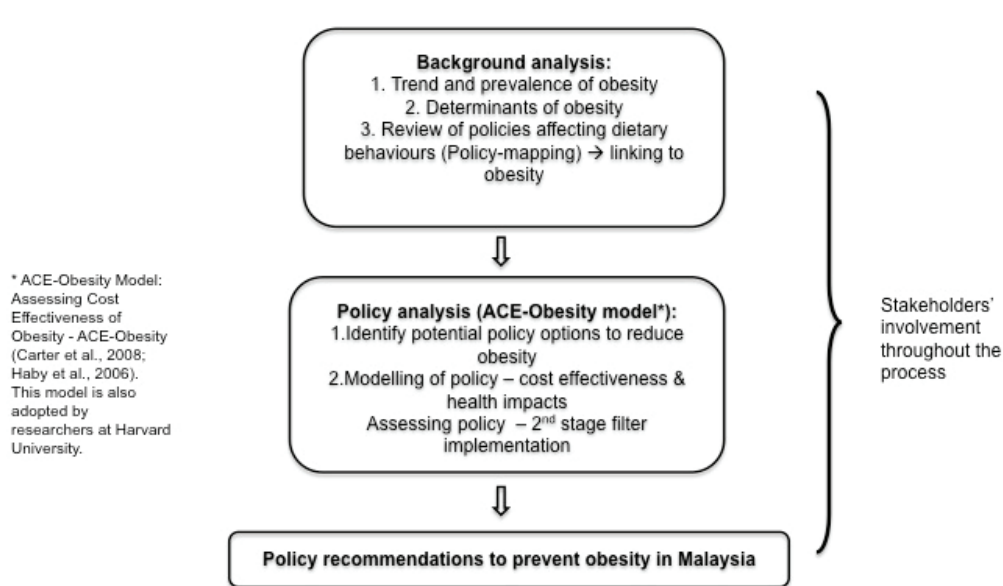 Background analysis:
1. Trend and prevalence of obesity
2. Determinants of obesity
3. Review of policies affecting dietary
behaviours (Policy-mapping) → linking to
obesity
* ACE-Obesity Model:
Assessing Cost
Effectiveness of
Obesity - ACE-Obesity
(Carter et al., 2008;
Haby et al., 2006).
This model is also
adopted by
researchers at Harvard
University.
Policy analysis (ACE-Obesity model*):
1.Identify potential policy options to reduce
obesity
2.Modelling of policy – cost effectiveness &
health impacts
Assessing policy – 2nd stage filter
implementation
Stakeholders'
involvement
throughout the
process
Policy recommendations to prevent obesity in Malaysia